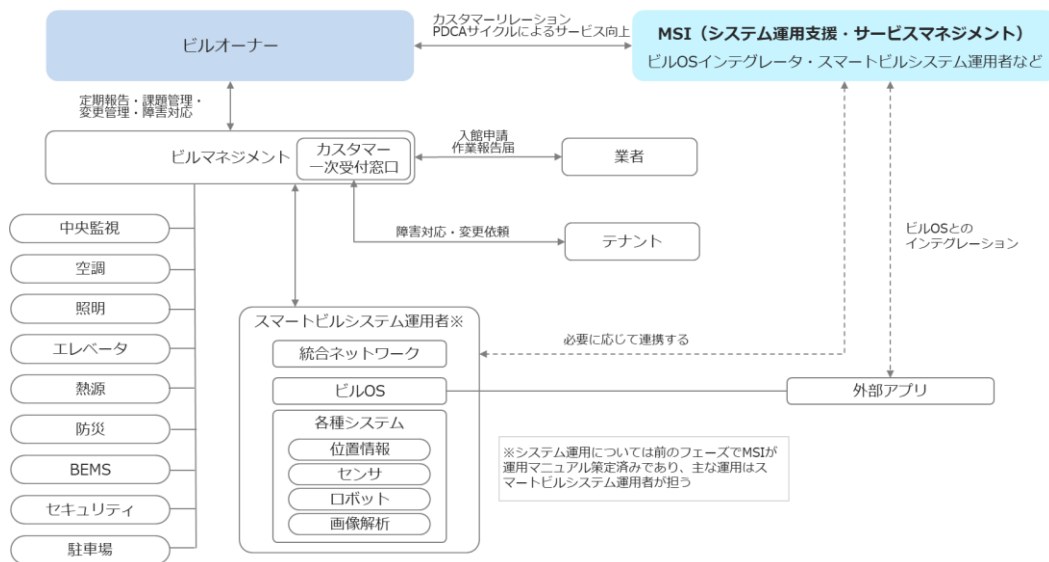 ビルオーナー
カスタマーリレーション
PDCAサイクルによるサービス向上
MSI（システム運用支援・サービスマネジメント）
ビルOSインテグレータ・スマートビルシステム運用者など
定期報告・課題管理・
変更管理・障害対応
ビルマネジメント
カスタマー
一次受付窓口
入館申請
作業報告届
業者
障害対応・変更依頼
テナント
ビルOSとの
インテグレーション
中央監視
空調
照明
エレベータ
熱源
防災
BEMS
セキュリティ
駐車場
スマートビルシステム運用者※
統合ネットワーク
必要に応じて連携する
ビルOS
外部アプリ
各種システム
位置情報
センサ
ロボット
画像解析
※システム運用については前のフェーズでMSIが
運用マニュアル策定済みであり、主な運用はス
マートビルシステム運用者が担う